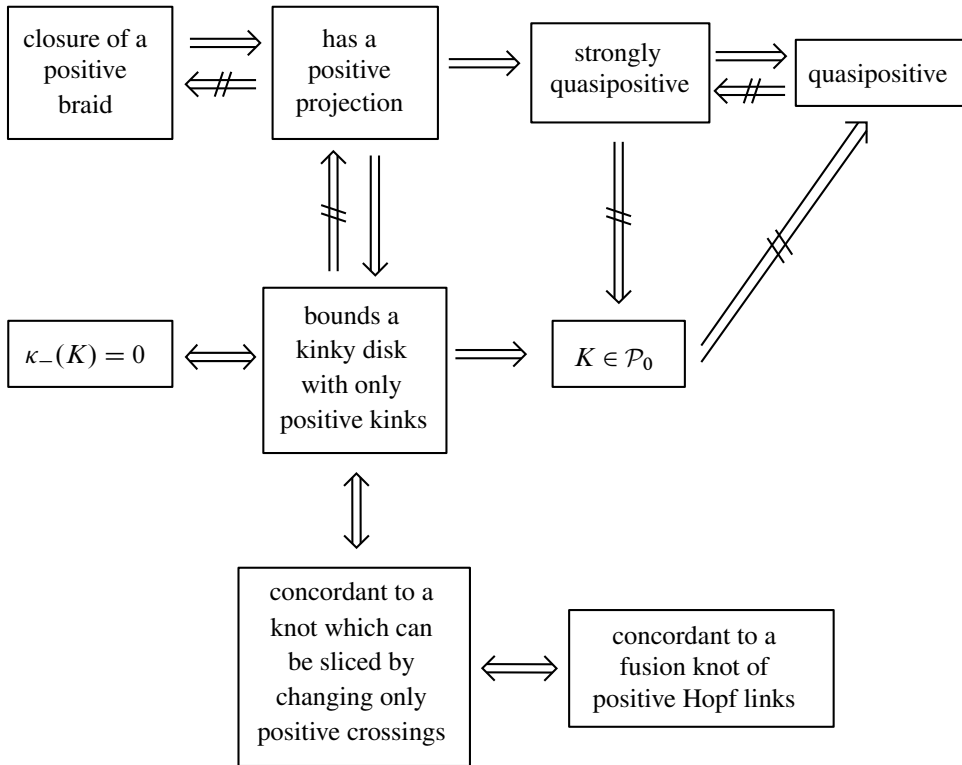 closure of a
positive
braid
has a
positive
projection
strongly
quasipositive
quasipositive
κ₋(K) = 0
bounds a
kinky disk
with only
positive kinks
K ∈ 𝒫₀
concordant to a
knot which can
be sliced by
changing only
positive crossings
concordant to a
fusion knot of
positive Hopf links